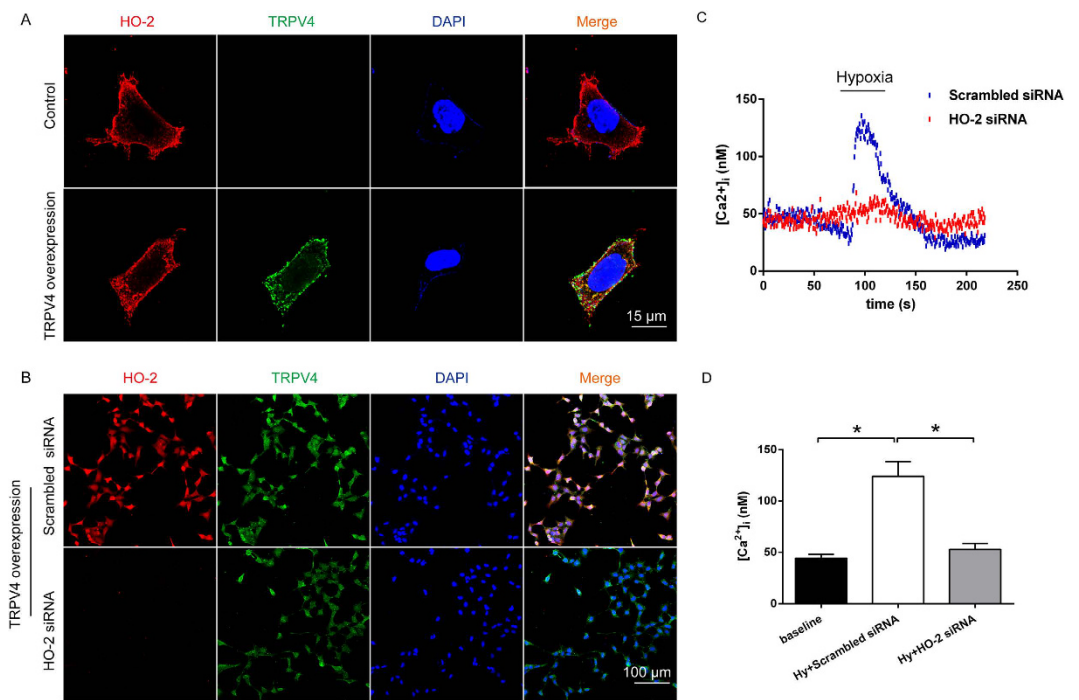 A
HO-2 TRPV4 DAPI Merge
Control
TRPV4 overexpression
15 µm
B
HO-2 TRPV4 DAPI Merge
TRPV4 overexpression
Scrambled siRNA
HO-2 siRNA
100 µm
C
Hypoxia
Scrambled siRNA
HO-2 siRNA
[Ca2+]i (nM)
150
100
50
0
0 50 100 150 200 250
time (s)
D
* *
[Ca²⁺]i (nM)
150
100
50
0
baseline
Hy+Scrambled siRNA
Hy+HO-2 siRNA